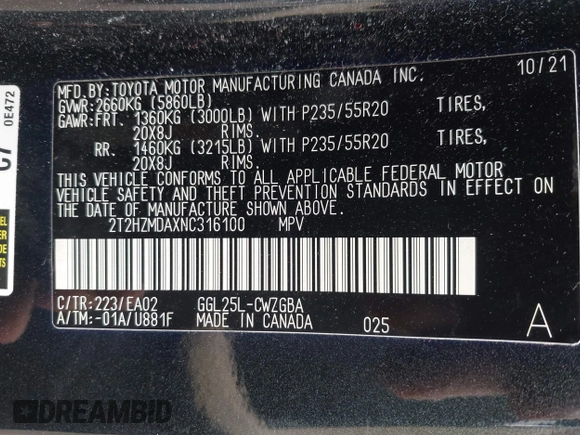 MFD.BY:TOYOTA MOTOR MANUFACTURING CANADA INC. 10/21
GVWR:2660KG (5860LB)
GAWR:FRT. 1360KG (3000LB) WITH P235/55R20 TIRES,
20X8J RIMS.
RR. 1460KG (3215LB) WITH P235/55R20 TIRES,
20X8J RIMS.
THIS VEHICLE CONFORMS TO ALL APPLICABLE FEDERAL MOTOR
VEHICLE SAFETY AND THEFT PREVENTION STANDARDS IN EFFECT ON
THE DATE OF MANUFACTURE SHOWN ABOVE.
2T2HZMDAXNC316100 MPV
C/TR:223/EA02 GGL25L-CWZGBA
A/TM:-01A/U881F MADE IN CANADA 025 A
0E472
DREAMBID